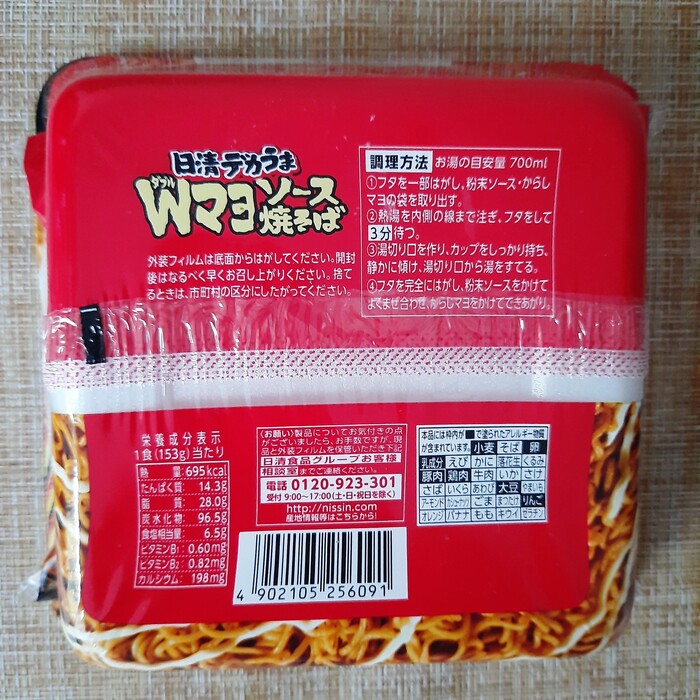 日清デカうま
ダブル
Wマヨソース
焼そば
外装フィルムは底面からはがしてください。開封
後はなるべく早くお召し上がりください。捨て
るときは、市町村の区分にしたがってください。
調理方法 お湯の目安量 700ml
①フタを一部はがし、粉末ソース・からし
マヨの袋を取り出す。
②熱湯を内側の線まで注ぎ、フタをして
3分待つ。
③湯切り口を作り、カップをしっかり持ち、
静かに傾け、湯切り口から湯をすてる。
④フタを完全にはがし、粉末ソースをかけて
よくまぜ合わせ、からしマヨをかけてできあがり。
栄養成分表示
1食(153g)当たり
熱量:695kcal
たんぱく質: 14.3g
脂質: 28.0g
炭水化物: 96.5g
食塩相当量: 6.5g
ビタミンB1: 0.60mg
ビタミンB2: 0.82mg
カルシウム: 198mg
〈お願い〉製品についてお気付きの点
がございましたら、お手数ですが、現
品と外装フィルムを保管いただき下記
日清食品グループお客様
相談室までご連絡ください。
電話 0120-923-301
受付 9:00〜17:00(土・日・祝日を除く)
http://nissin.com
産地情報等はこちらから!
本品には枠内が■で塗られたアレルギー物質
が含まれています。 小麦 そば 卵
乳成分 えび かに 落花生 くるみ
豚肉 鶏肉 牛肉 いか さけ
さば いくら あわび 大豆 やまいも
アーモンド カシューナッツ ごま まつたけ りんご
オレンジ バナナ もも キウイ ゼラチン
4 902105 256091